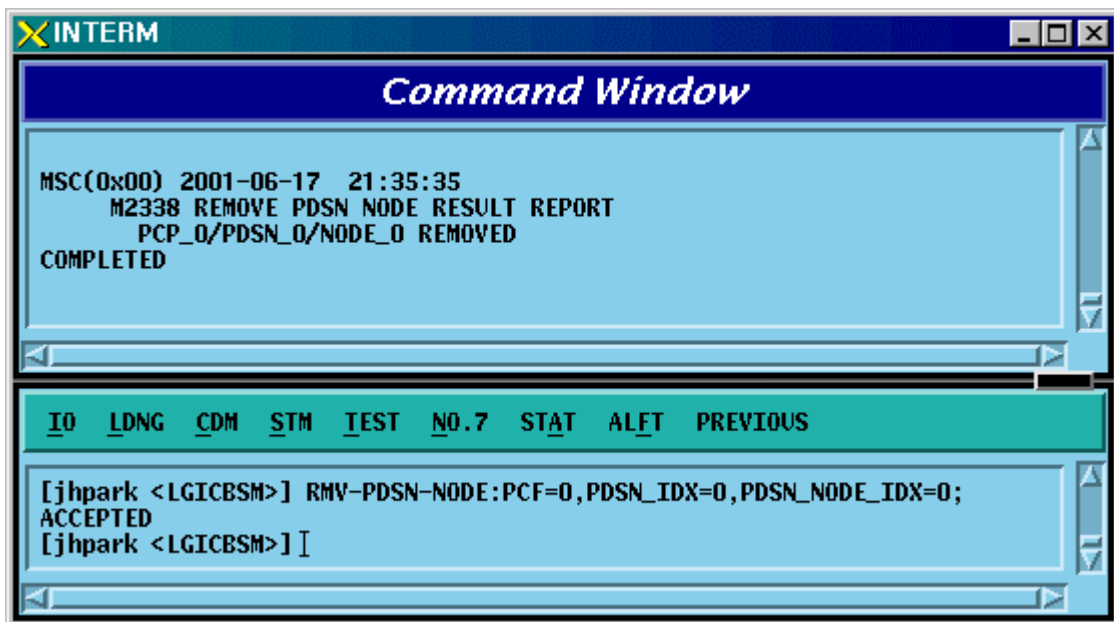 INTERM
Command Window
MSC(0x00) 2001-06-17 21:35:35
M2338 REMOVE PDSN NODE RESULT REPORT
PCP_0/PDSN_0/NODE_0 REMOVED
COMPLETED
IO LDNG CDM STM TEST NO.7 STAT ALFT PREVIOUS
[jhpark <LGICBSM>] RMV-PDSN-NODE:PCF=0,PDSN_IDX=0,PDSN_NODE_IDX=0;
ACCEPTED
[jhpark <LGICBSM>]